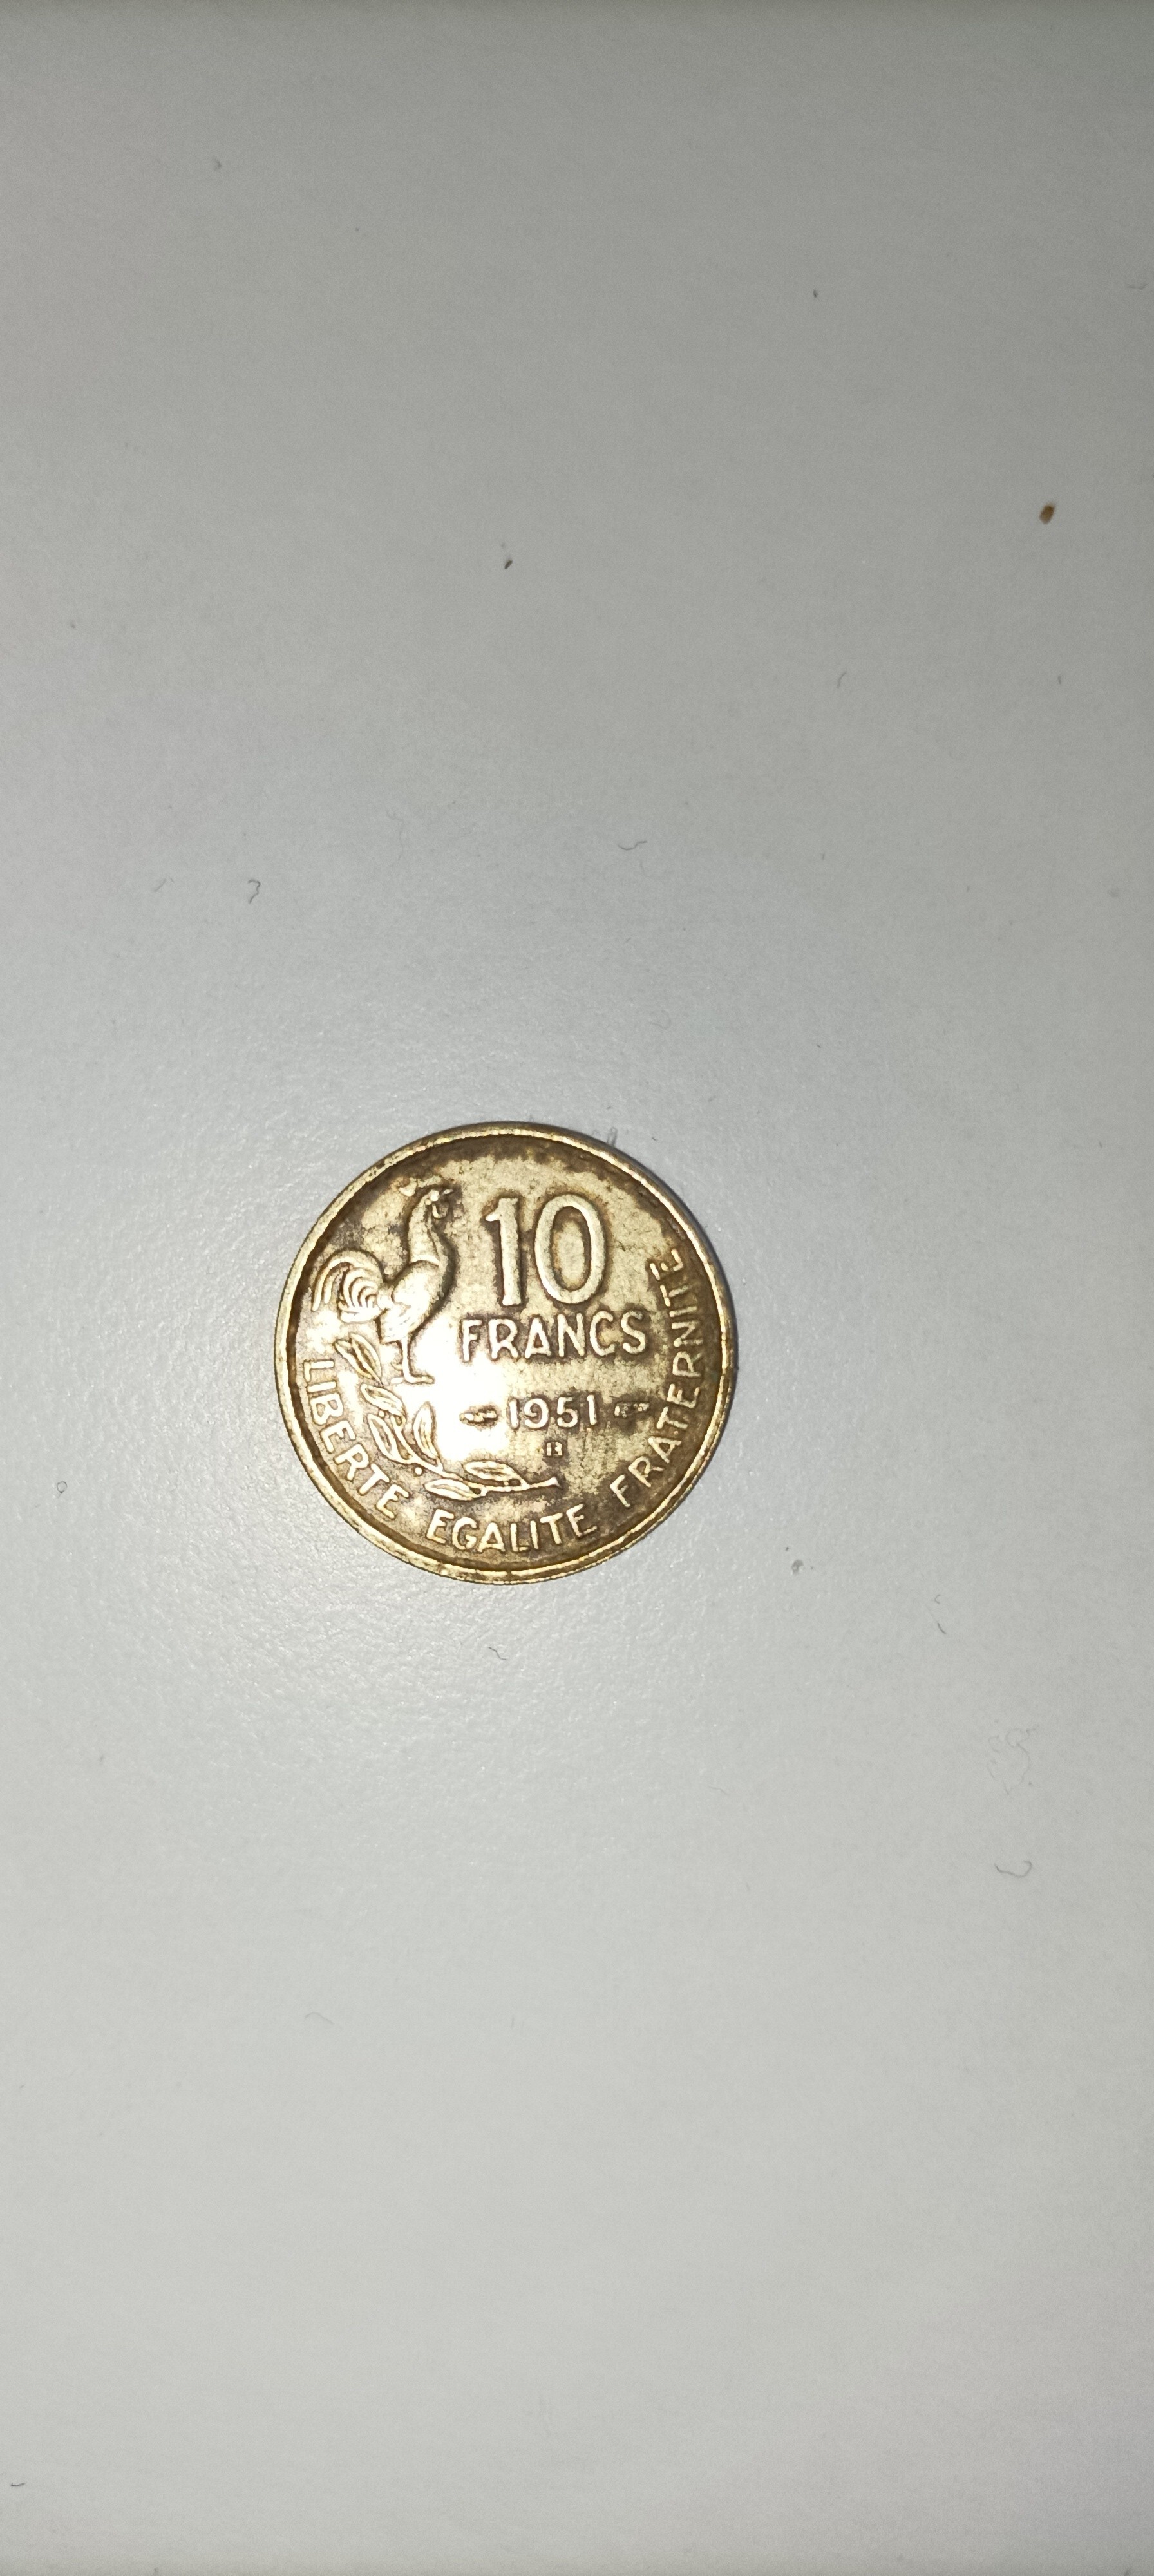 10
FRANCS
1951
B
LIBERTE EGALITE FRATERNITE